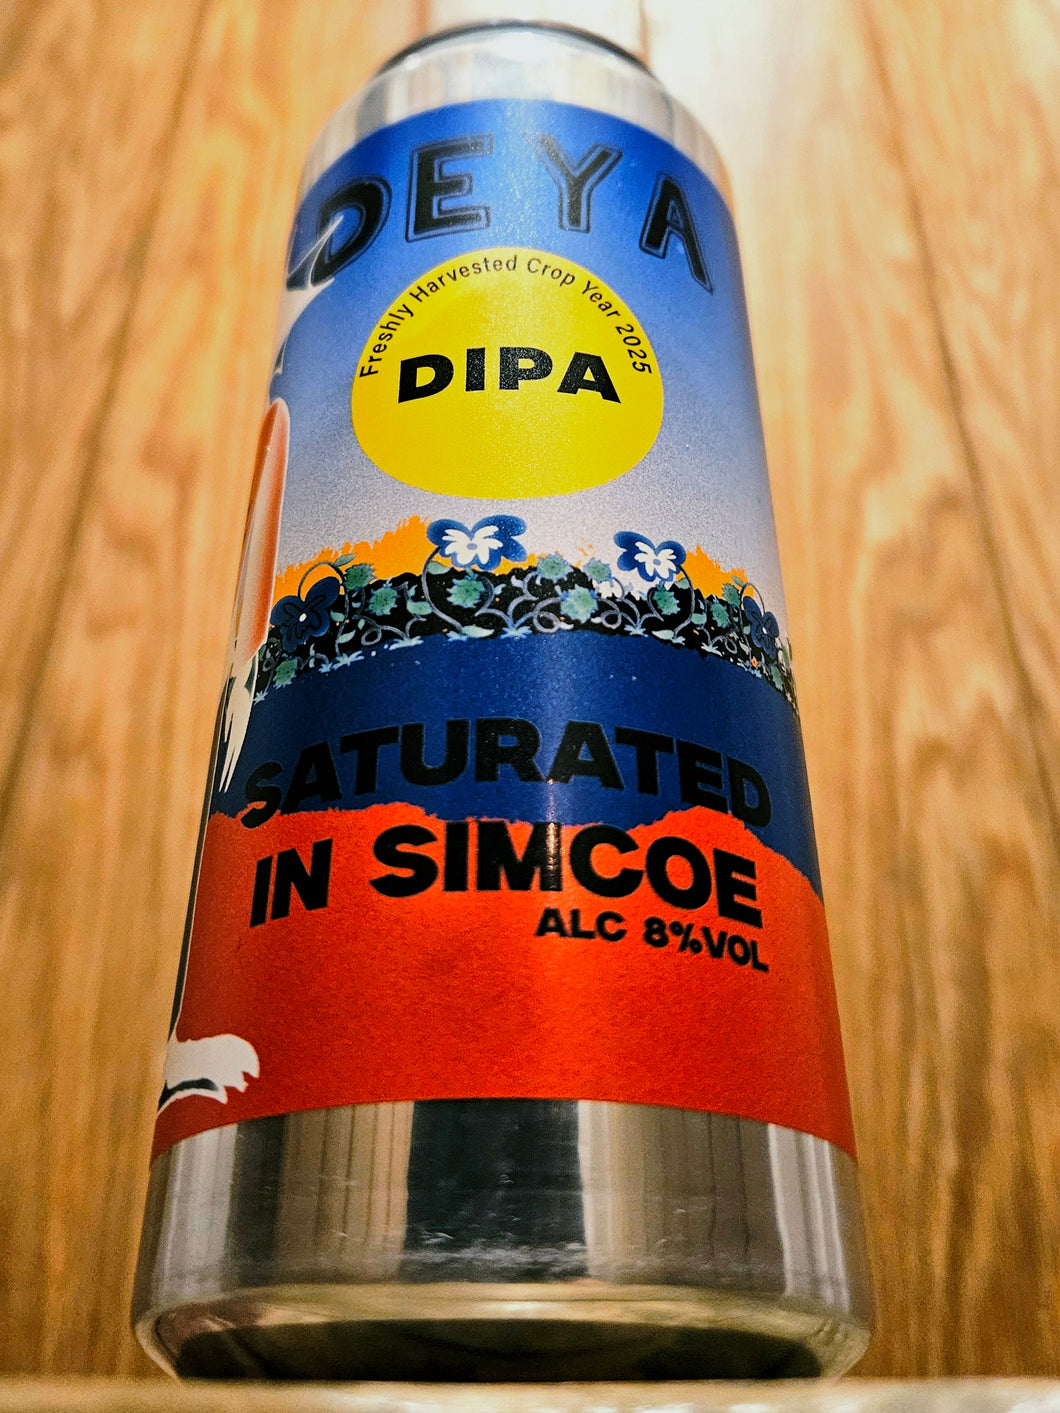 DEYA
Freshly Harvested Crop Year 2025
DIPA
SATURATED
IN SIMCOE
ALC 8%VOL